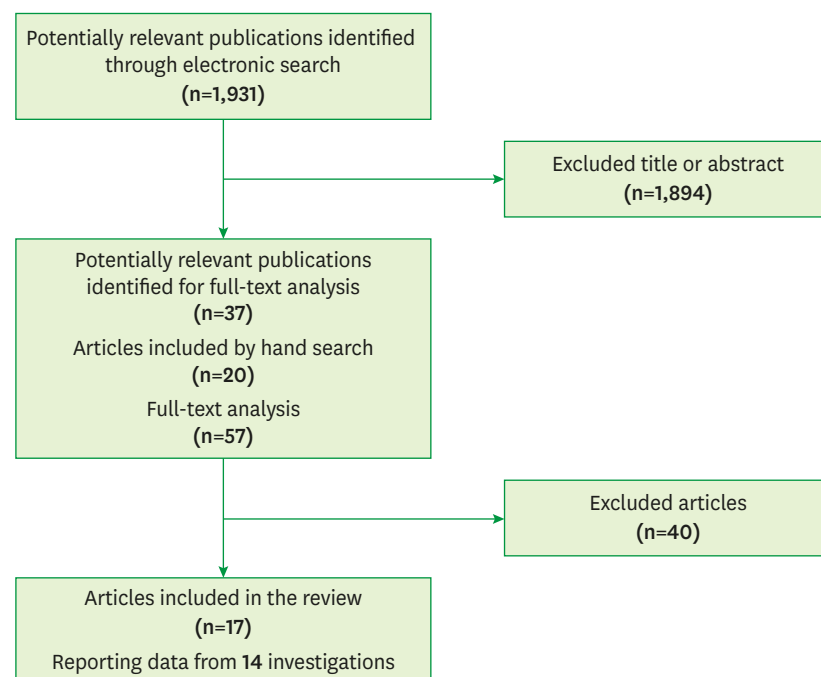 Potentially relevant publications identified
through electronic search
(n=1,931)
Excluded title or abstract
(n=1,894)
Potentially relevant publications
identified for full-text analysis
(n=37)
Articles included by hand search
(n=20)
Full-text analysis
(n=57)
Excluded articles
(n=40)
Articles included in the review
(n=17)
Reporting data from 14 investigations